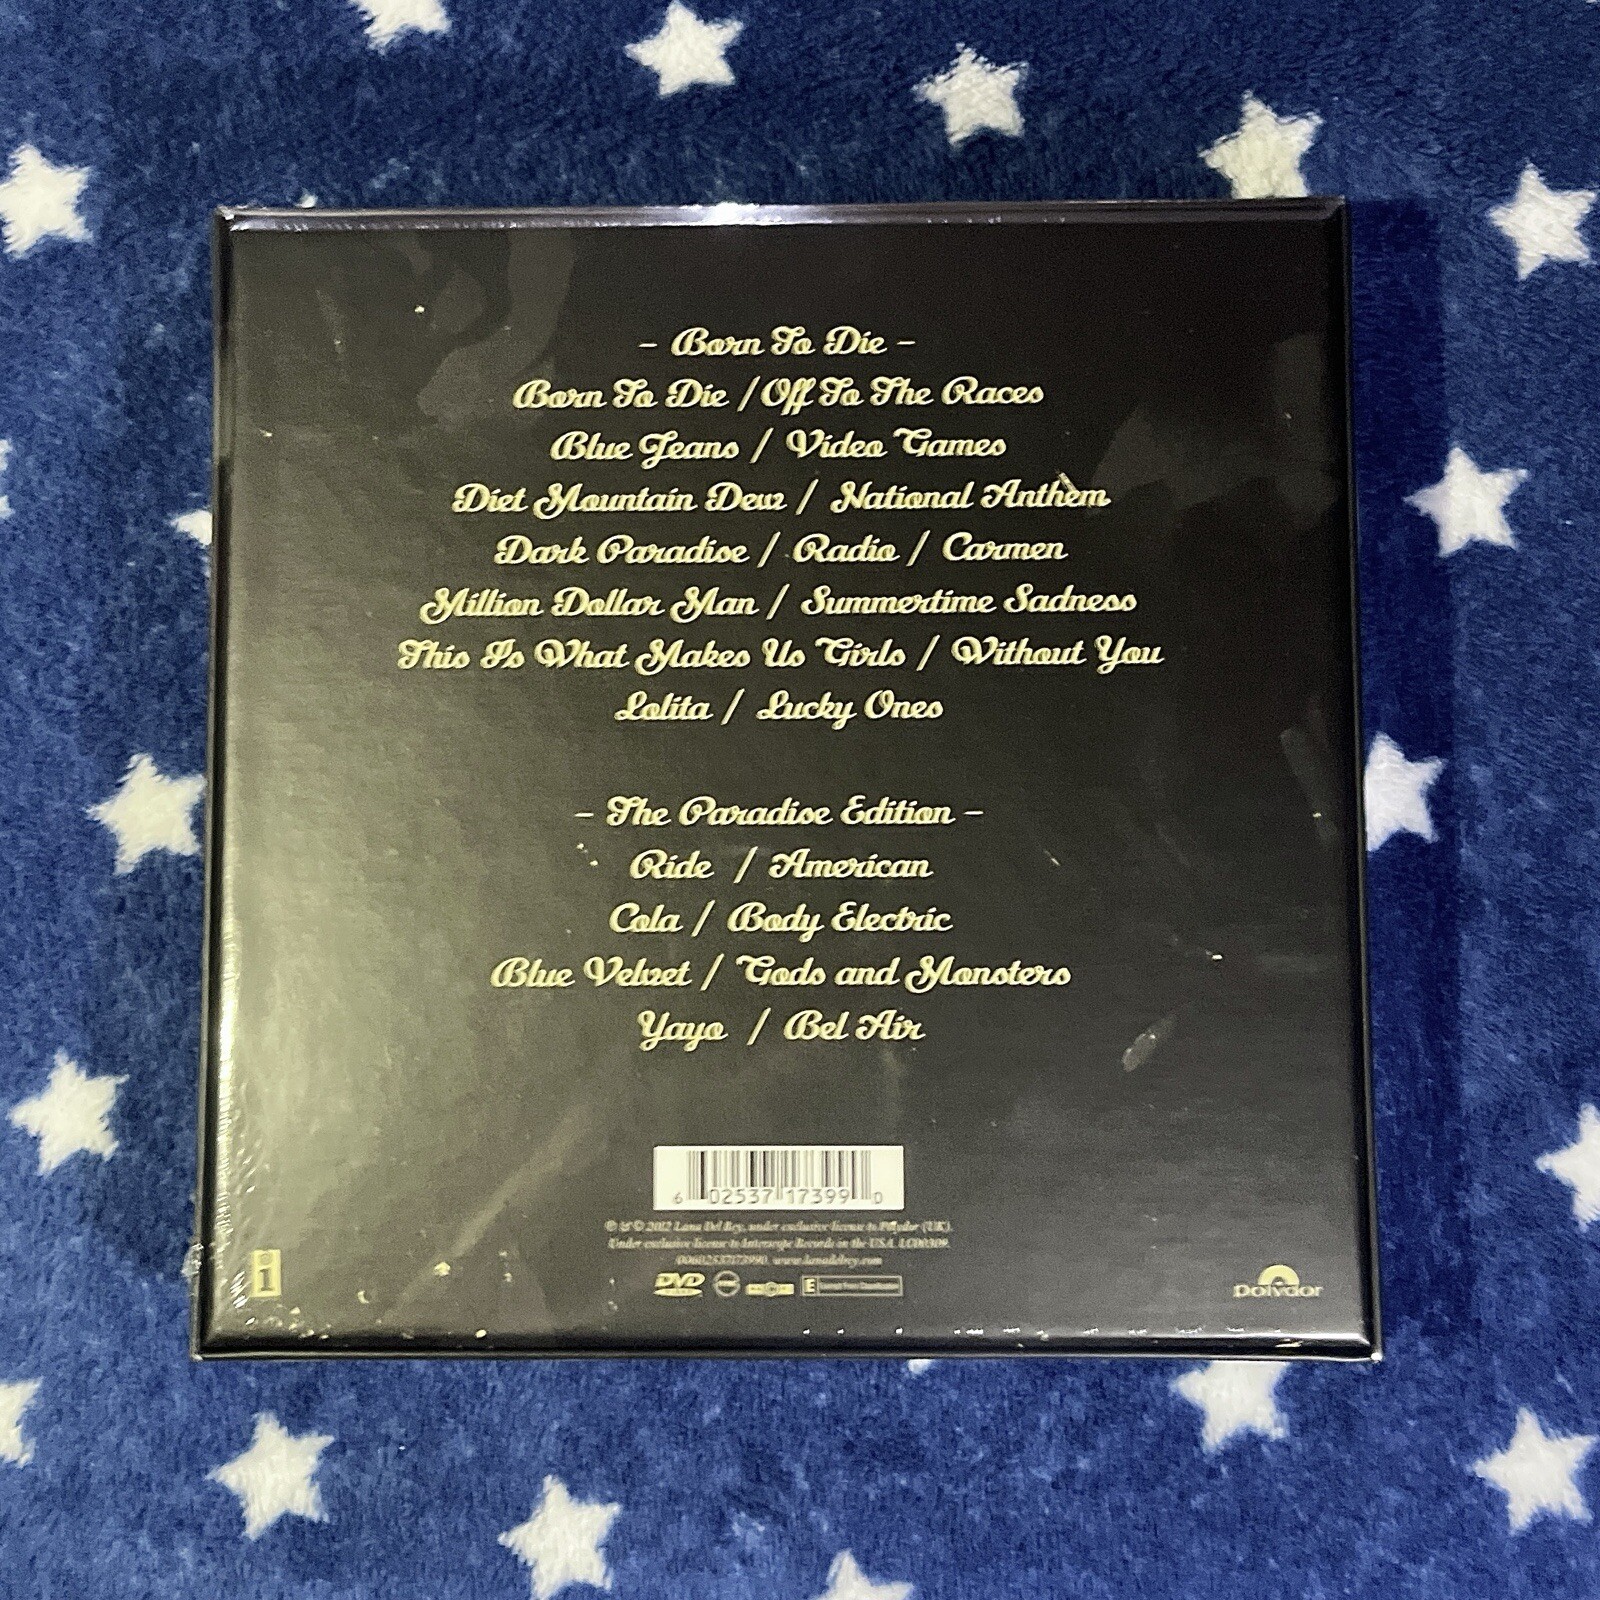 - Born To Die -
Born To Die / Off To The Races
Blue Jeans / Video Games
Diet Mountain Dew / National Anthem
Dark Paradise / Radio / Carmen
Million Dollar Man / Summertime Sadness
This Is What Makes Us Girls / Without You
Lolita / Lucky Ones
- The Paradise Edition -
Ride / American
Cola / Body Electric
Blue Velvet / Gods and Monsters
Yayo / Bel Air
6 02537 17399 0
℗ & © 2012 Lana Del Rey, under exclusive license to Polydor (UK).
Under exclusive license to Interscope Records in the USA. LC00309.
00602537173990. www.lanadelrey.com
DVD
E
i
polydor